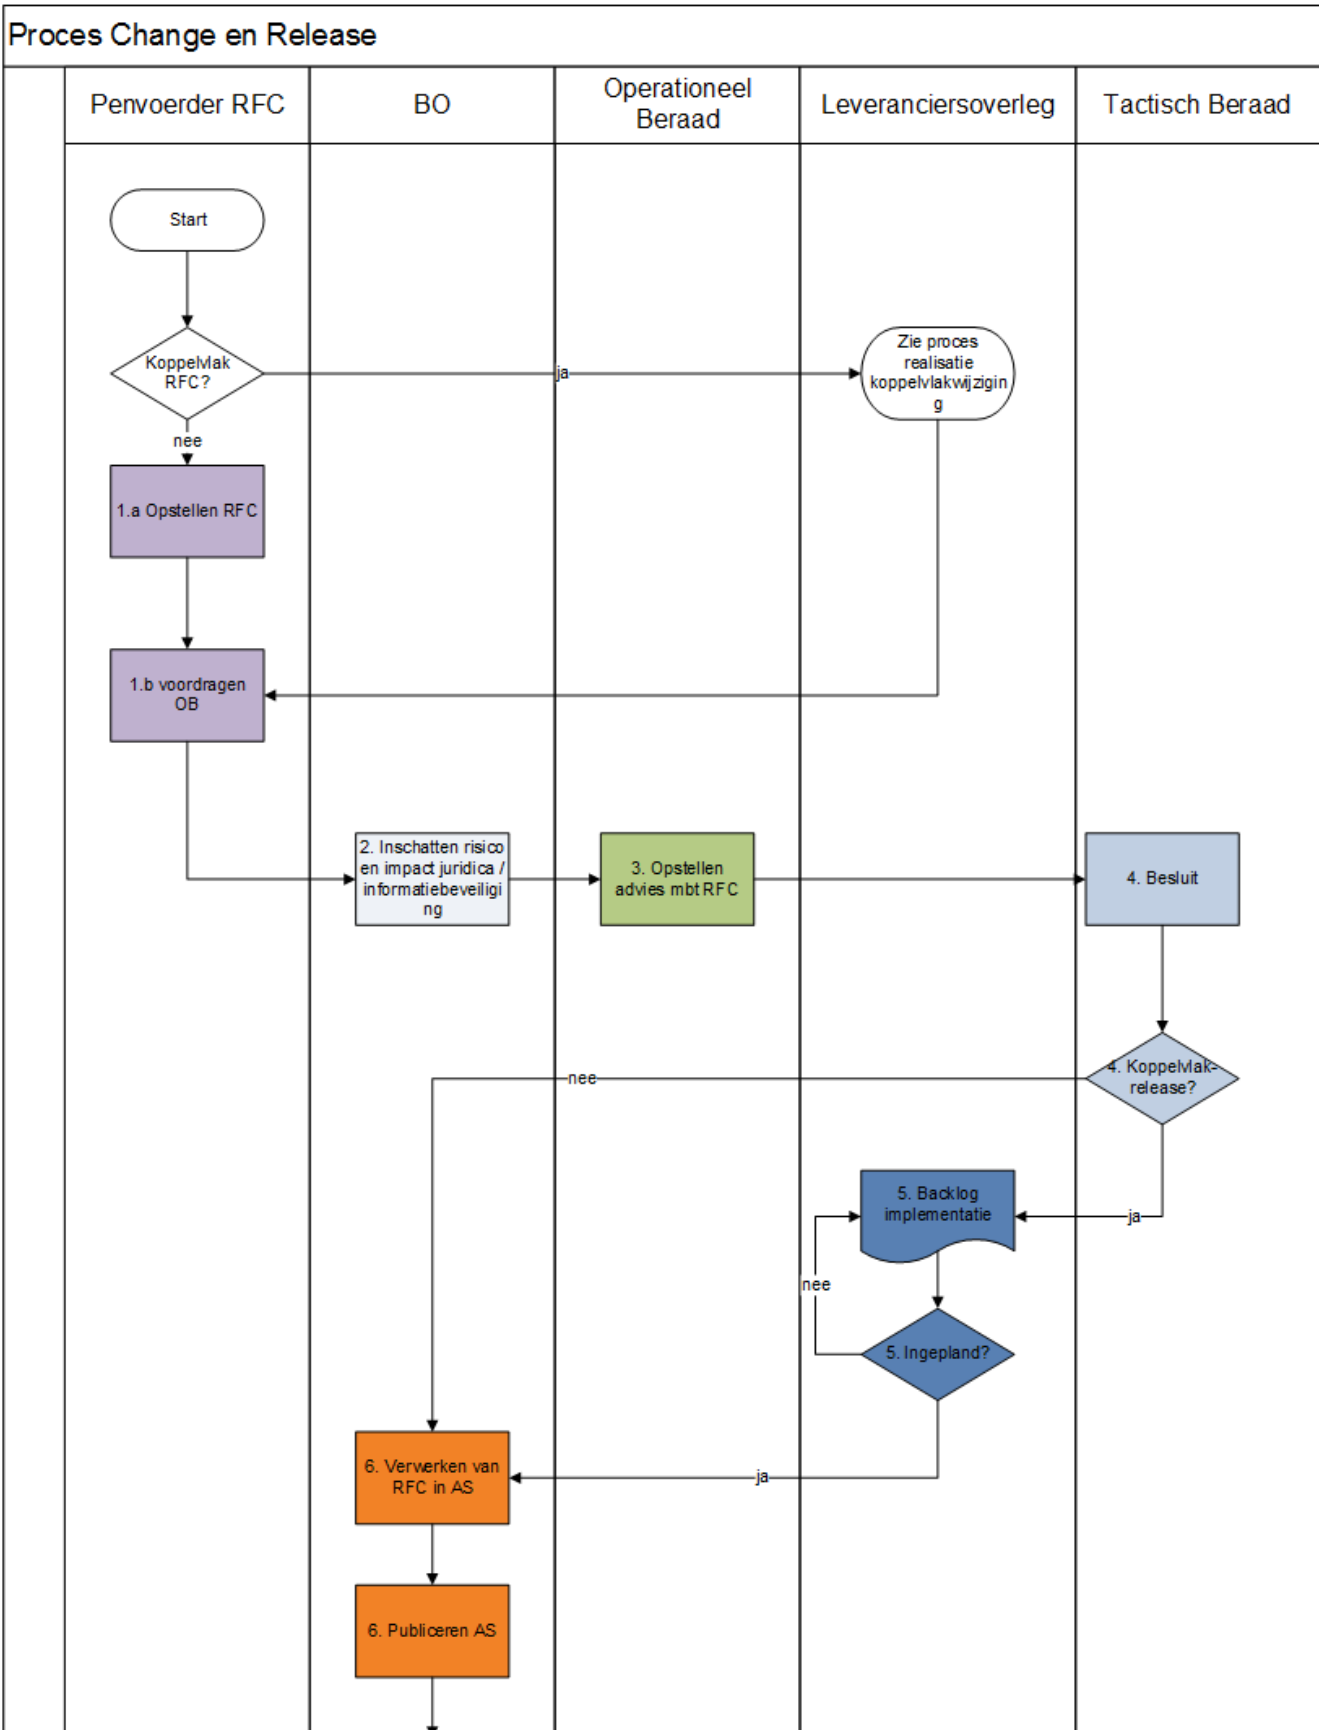 Proces Change en Release
Penvoerder RFC
BO
Operationeel
Beraad
Leveranciersoverleg
Tactisch Beraad
Start
Koppelvlak
RFC?
ja
Zie proces
realisatie
koppelvlakwijzigin
g
nee
1.a Opstellen RFC
1.b voordragen
OB
2. Inschatten risico
en impact juridica /
informatiebeveiligi
ng
3. Opstellen
advies mbt RFC
4. Besluit
4. Koppelvlak-
release?
nee
5. Backlog
implementatie
ja
nee
5. Ingepland?
6. Verwerken van
RFC in AS
ja
6. Publiceren AS